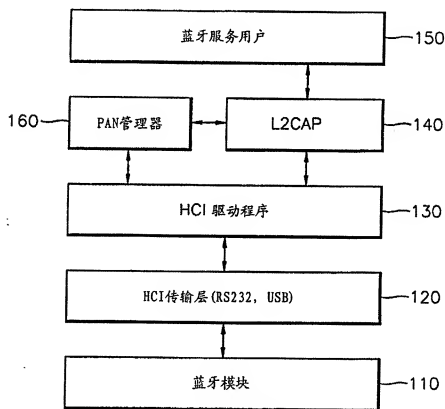 蓝牙服务用户
150
160
PAN管理器
L2CAP
140
HCI 驱动程序
130
HCI传输层(RS232, USB)
120
蓝牙模块
110